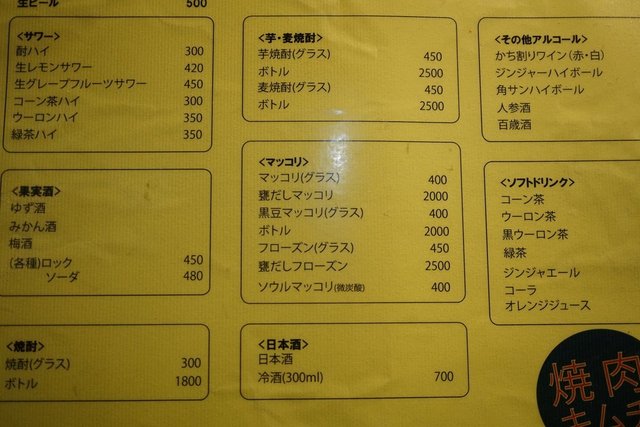 生ビール 500
<サワー>
酎ハイ 300
生レモンサワー 420
生グレープフルーツサワー 450
コーン茶ハイ 300
ウーロンハイ 350
緑茶ハイ 350
<果実酒>
ゆず酒
みかん酒
梅酒
(各種)ロック 450
ソーダ 480
<焼酎>
焼酎(グラス) 300
ボトル 1800
<芋・麦焼酎>
芋焼酎(グラス) 450
ボトル 2500
麦焼酎(グラス) 450
ボトル 2500
<マッコリ>
マッコリ(グラス) 400
甕だしマッコリ 2000
黒豆マッコリ(グラス) 400
ボトル 2000
フローズン(グラス) 450
甕だしフローズン 2500
ソウルマッコリ(微炭酸) 400
<日本酒>
日本酒
冷酒(300ml) 700
<その他アルコール>
かち割りワイン(赤・白)
ジンジャーハイボール
角サンハイボール
人参酒
百歳酒
<ソフトドリンク>
コーン茶
ウーロン茶
黒ウーロン茶
緑茶
ジンジャエール
コーラ
オレンジジュース
焼肉
キムラ